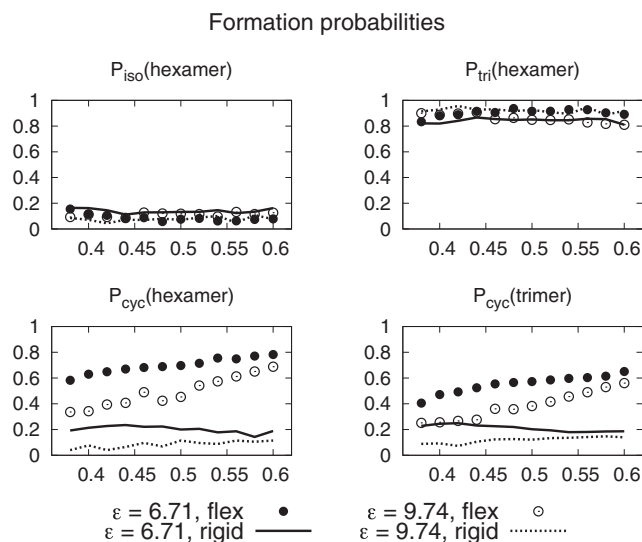 Formation probabilities
P_iso(hexamer)
P_tri(hexamer)
1
0.8
0.6
0.4
0.2
0
0.4 0.45 0.5 0.55 0.6
1
0.8
0.6
0.4
0.2
0
0.4 0.45 0.5 0.55 0.6
P_cyc(hexamer)
P_cyc(trimer)
1
0.8
0.6
0.4
0.2
0
0.4 0.45 0.5 0.55 0.6
1
0.8
0.6
0.4
0.2
0
0.4 0.45 0.5 0.55 0.6
ε = 6.71, flex
ε = 9.74, flex
ε = 6.71, rigid
ε = 9.74, rigid